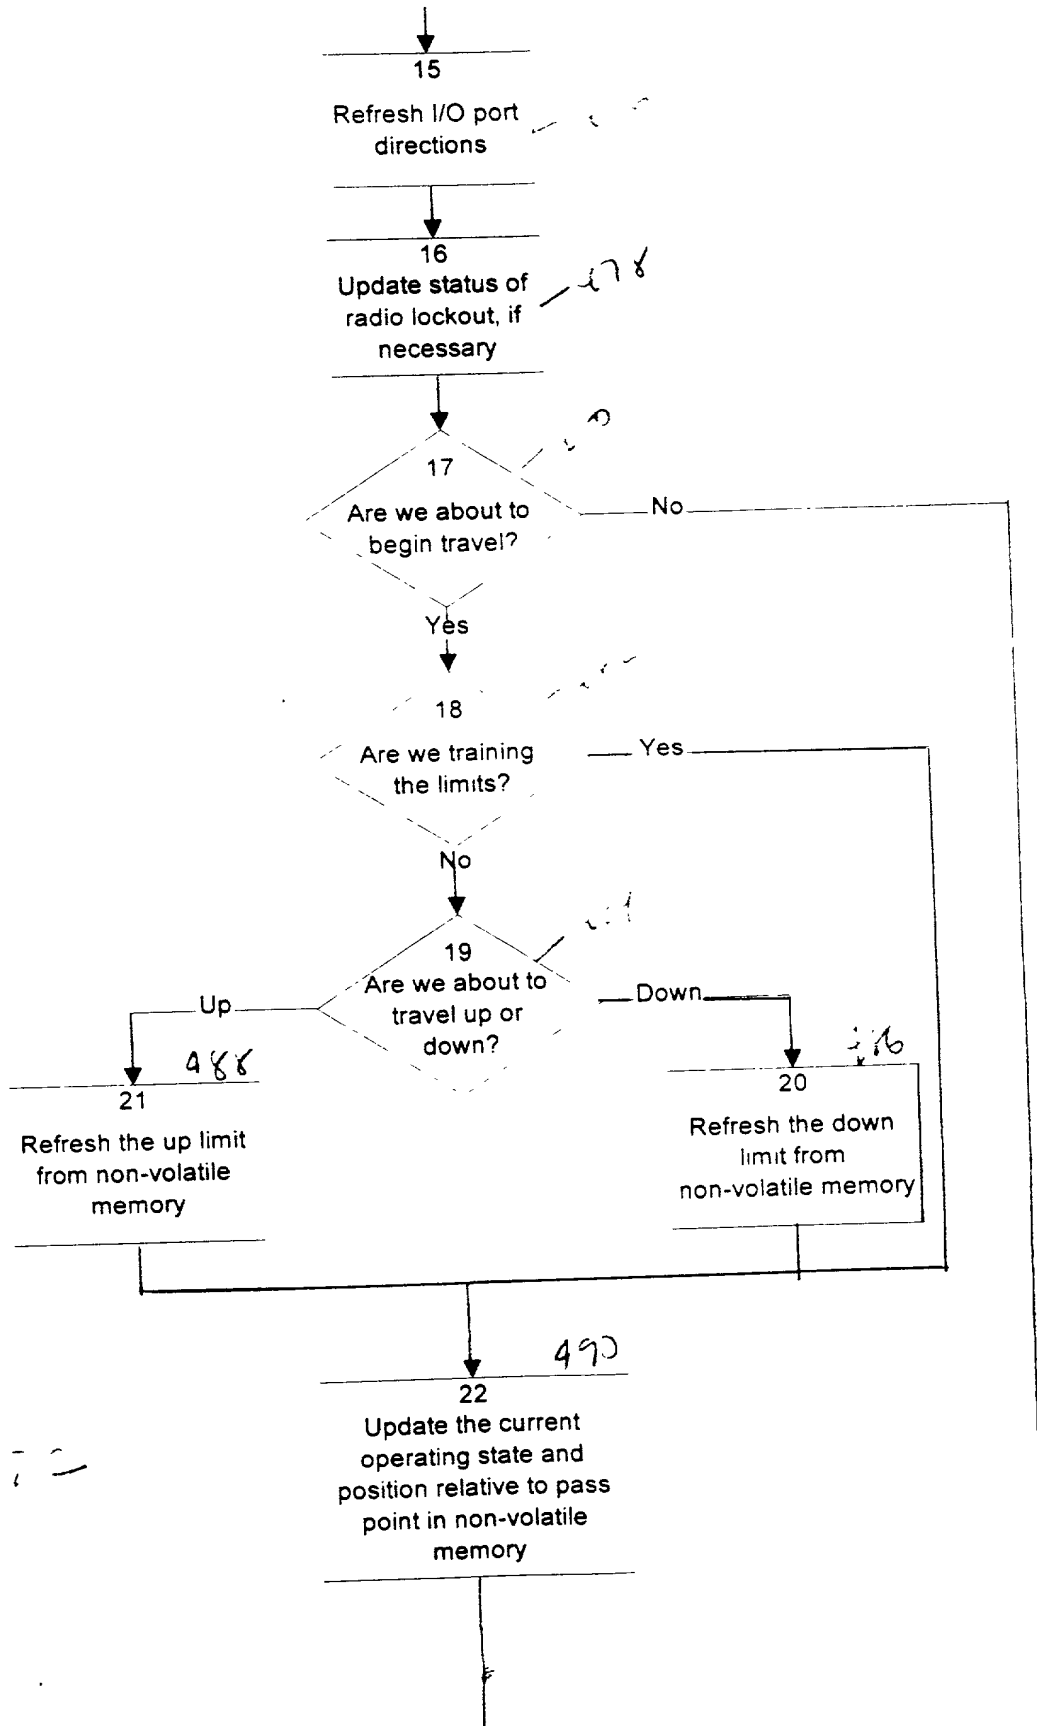 15
Refresh I/O port
directions
16
Update status of
radio lockout, if
necessary
478
17
Are we about to
begin travel?
No
Yes
18
Are we training
the limits?
Yes
No
19
Are we about to
travel up or
down?
Up
Down
488
21
Refresh the up limit
from non-volatile
memory
20
Refresh the down
limit from
non-volatile memory
490
22
Update the current
operating state and
position relative to pass
point in non-volatile
memory